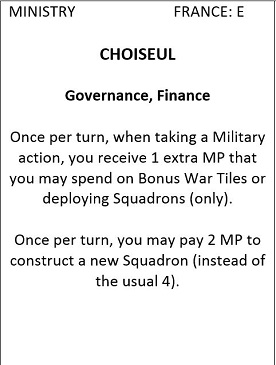 MINISTRY FRANCE: E
CHOISEUL
Governance, Finance
Once per turn, when taking a Military
action, you receive 1 extra MP that
you may spend on Bonus War Tiles or
deploying Squadrons (only).
Once per turn, you may pay 2 MP to
construct a new Squadron (instead of
the usual 4).